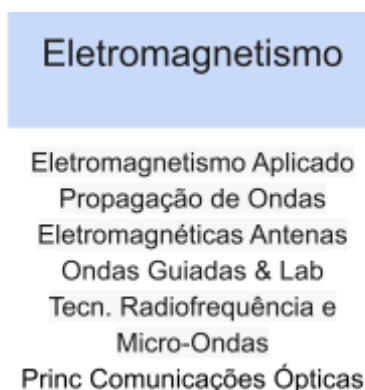 Eletromagnetismo
Eletromagnetismo Aplicado
Propagação de Ondas
Eletromagnéticas Antenas
Ondas Guiadas & Lab
Tecn. Radiofrequência e
Micro-Ondas
Princ Comunicações Ópticas